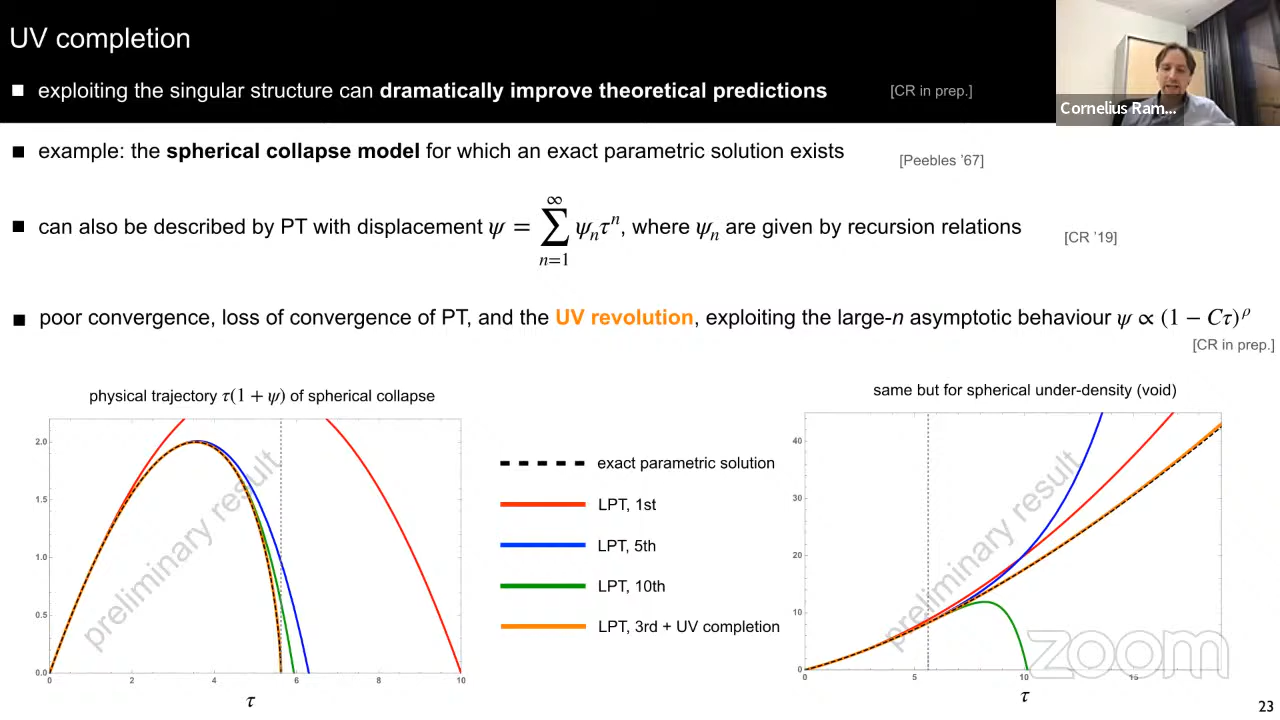 UV completion
■ exploiting the singular structure can dramatically improve theoretical predictions [CR in prep.]
Cornelius Ram...
■ example: the spherical collapse model for which an exact parametric solution exists [Peebles '67]
■ can also be described by PT with displacement ψ = ∑_{n=1}^{∞} ψ_n τ^n, where ψ_n are given by recursion relations [CR '19]
■ poor convergence, loss of convergence of PT, and the UV revolution, exploiting the large-n asymptotic behaviour ψ ∝ (1 − Cτ)^ρ
[CR in prep.]
physical trajectory τ(1 + ψ) of spherical collapse
2.0
1.5
1.0
0.5
0.0
0 2 4 6 8 10
τ
preliminary result
exact parametric solution
LPT, 1st
LPT, 5th
LPT, 10th
LPT, 3rd + UV completion
same but for spherical under-density (void)
40
30
20
10
0
0 5 10 15
τ
preliminary result
zoom
23